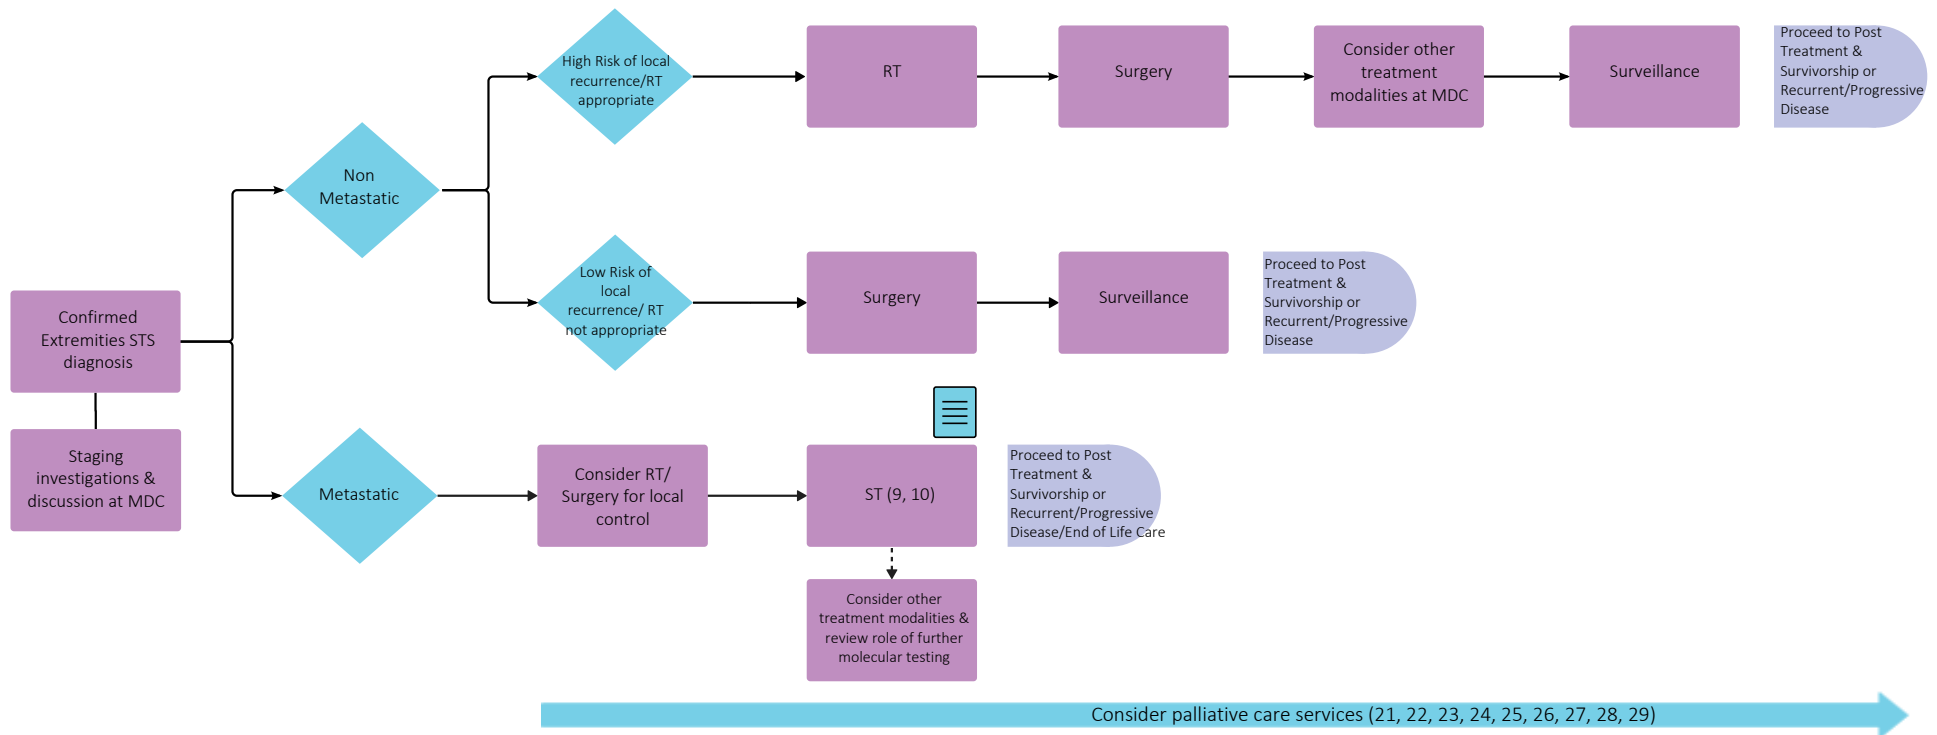 High Risk of local
recurrence/RT
appropriate
RT
Surgery
Consider other
treatment
modalities at MDC
Surveillance
Proceed to Post
Treatment &
Survivorship or
Recurrent/Progressive
Disease
Non
Metastatic
Low Risk of
local
recurrence/ RT
not appropriate
Surgery
Surveillance
Proceed to Post
Treatment &
Survivorship or
Recurrent/Progressive
Disease
Confirmed
Extremities STS
diagnosis
Staging
investigations &
discussion at MDC
Metastatic
Consider RT/
Surgery for local
control
ST (9, 10)
Proceed to Post
Treatment &
Survivorship or
Recurrent/Progressive
Disease/End of Life Care
Consider other
treatment modalities &
review role of further
molecular testing
Consider palliative care services (21, 22, 23, 24, 25, 26, 27, 28, 29)